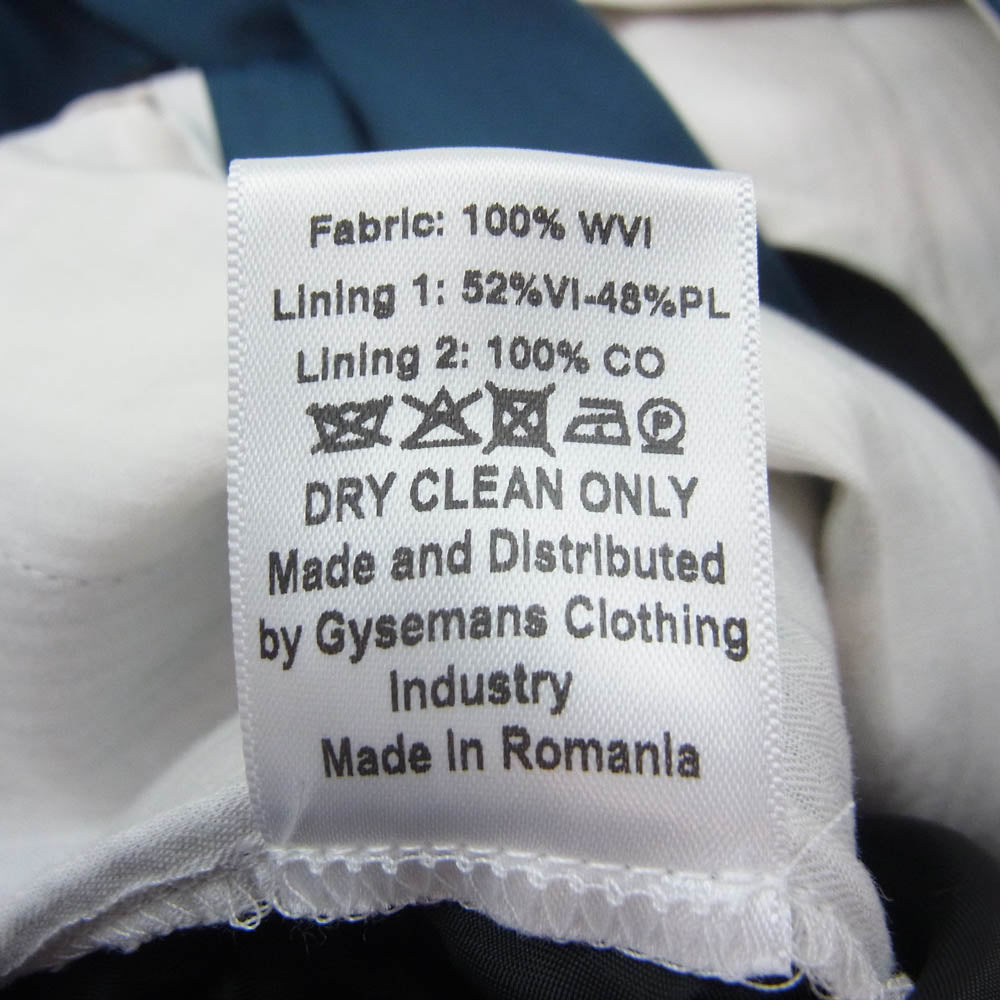 Fabric: 100% WVI
Lining 1: 52%VI-48%PL
Lining 2: 100% CO
P
DRY CLEAN ONLY
Made and Distributed
by Gysemans Clothing
Industry
Made In Romania